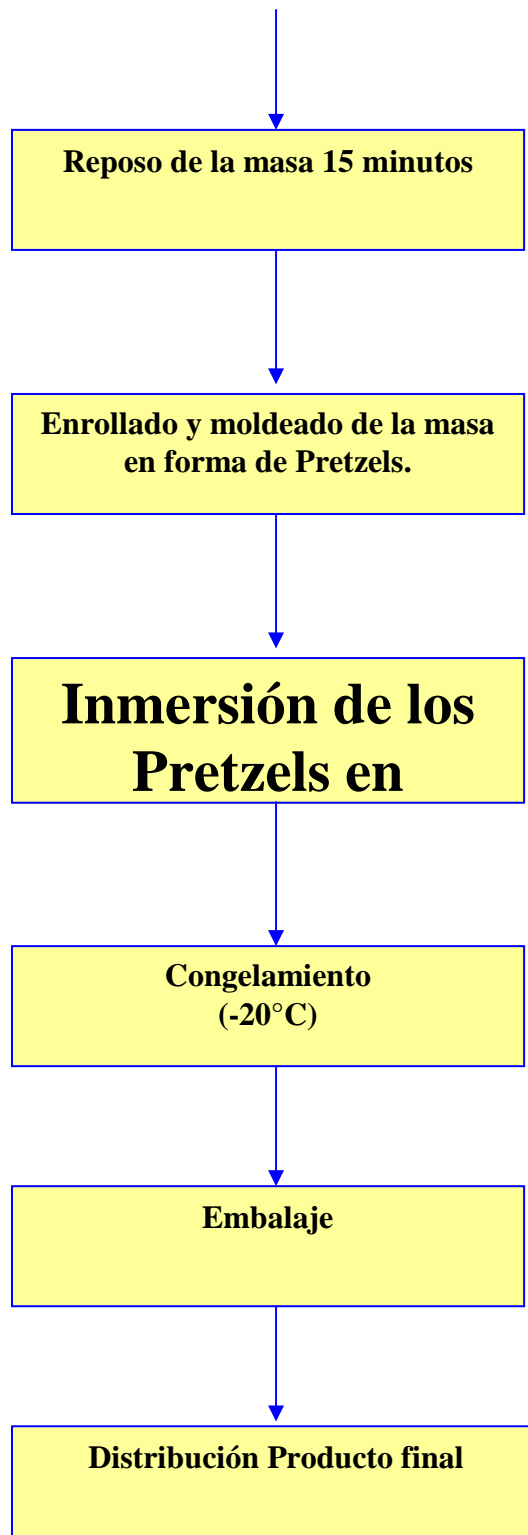 Reposo de la masa 15 minutos
Enrollado y moldeado de la masa
en forma de Pretzels.
Inmersión de los
Pretzels en
Congelamiento
(-20°C)
Embalaje
Distribución Producto final